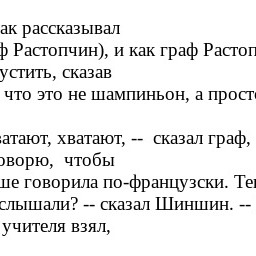 ак рассказывал
ф Растопчин), и как граф Растоп
устить, сказав
что это не шампиньон, а прост
ватают, хватают, -- сказал граф,
оворю, чтобы
ше говорила по-французски. Те
слышали? -- сказал Шиншин. --
учителя взял,